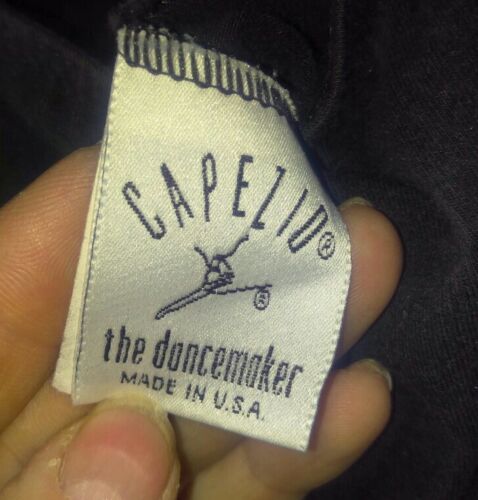 CAPEZIO®
®
the dancemaker
MADE IN U.S.A.